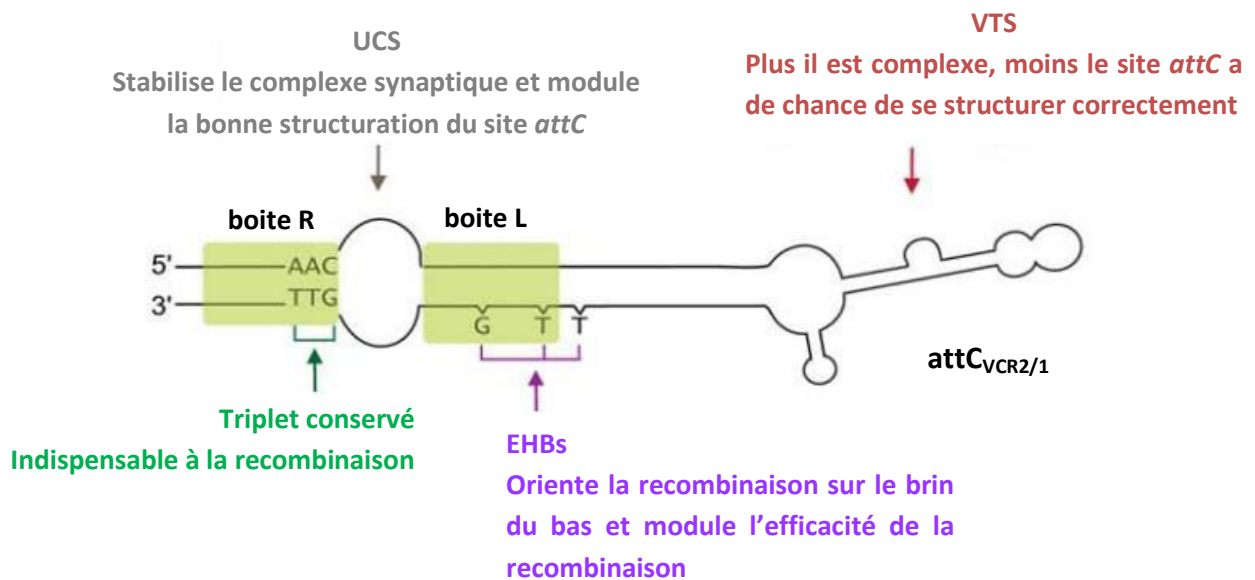 UCS
Stabilise le complexe synaptique et module
la bonne structuration du site attC
VTS
Plus il est complexe, moins le site attC a
de chance de se structurer correctement
boite R
boite L
5'
AAC
3'
TTG
G
T
T
attCVCR2/1
Triplet conservé
Indispensable à la recombinaison
EHBs
Oriente la recombinaison sur le brin
du bas et module l’efficacité de la
recombinaison